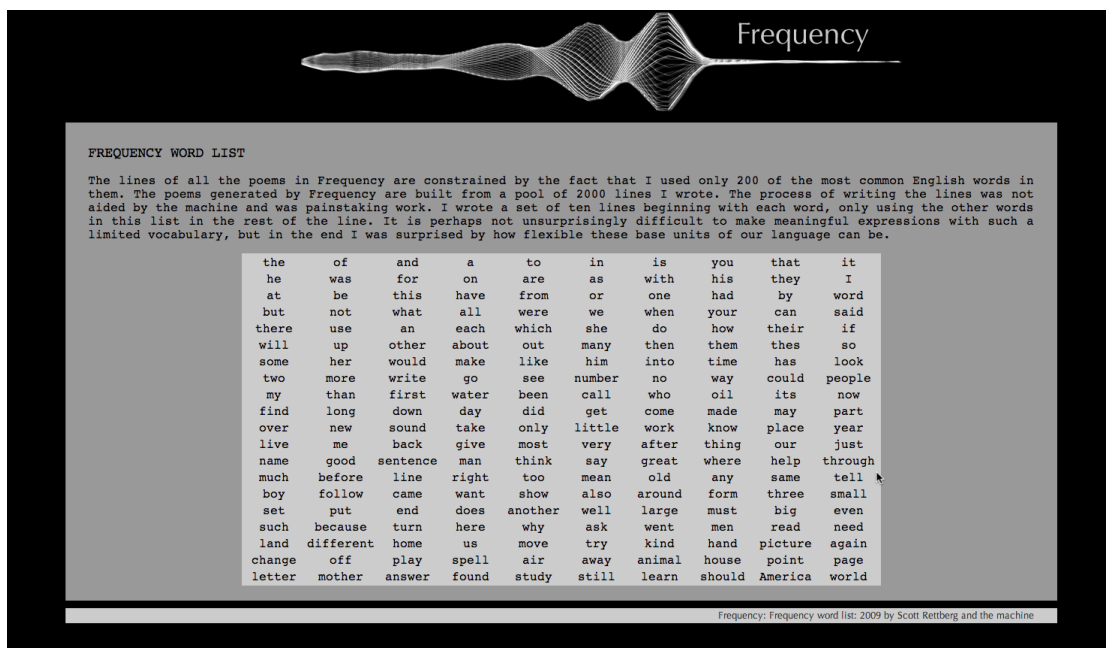 Frequency
FREQUENCY WORD LIST
The lines of all the poems in Frequency are constrained by the fact that I used only 200 of the most common English words in
them. The poems generated by Frequency are built from a pool of 2000 lines I wrote. The process of writing the lines was not
aided by the machine and was painstaking work. I wrote a set of ten lines beginning with each word, only using the other words
in this list in the rest of the line. It is perhaps not unsurprisingly difficult to make meaningful expressions with such a
limited vocabulary, but in the end I was surprised by how flexible these base units of our language can be.
the of and a to in is you that it
he was for on are as with his they I
at be this have from or one had by word
but not what all were we when your can said
there use an each which she do how their if
will up other about out many then them thes so
some her would make like him into time has look
two more write go see number no way could people
my than first water been call who oil its now
find long down day did get come made may part
over new sound take only little work know place year
live me back give most very after thing our just
name good sentence man think say great where help through
much before line right too mean old any same tell
boy follow came want show also around form three small
set put end does another well large must big even
such because turn here why ask went men read need
land different home us move try kind hand picture again
change off play spell air away animal house point page
letter mother answer found study still learn should America world
Frequency: Frequency word list: 2009 by Scott Rettberg and the machine